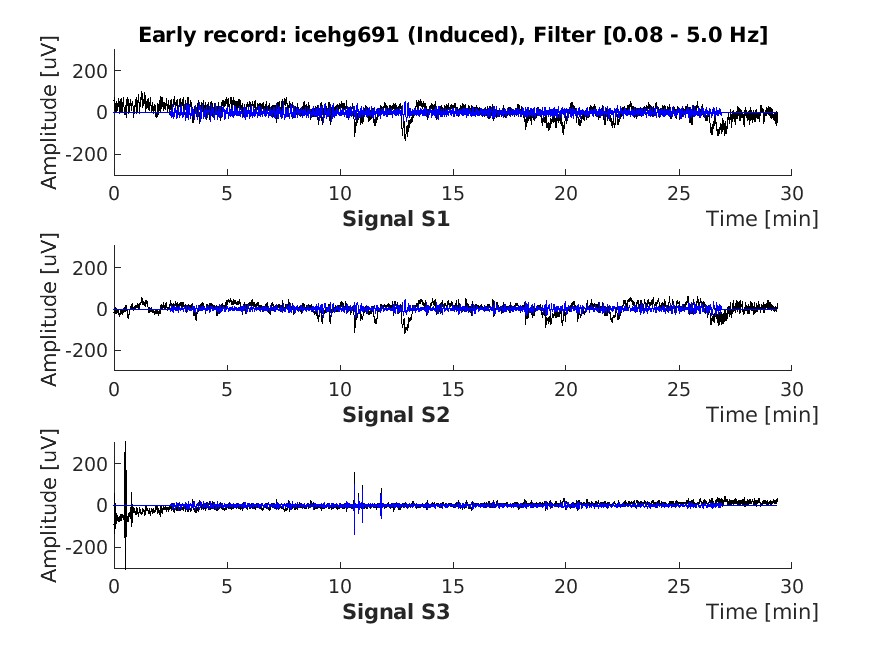 Early record: icehg691 (Induced), Filter [0.08 - 5.0 Hz]
Amplitude [uV]
200
0
-200
0 5 10 15 20 25 30
Signal S1 Time [min]
Amplitude [uV]
200
0
-200
0 5 10 15 20 25 30
Signal S2 Time [min]
Amplitude [uV]
200
0
-200
0 5 10 15 20 25 30
Signal S3 Time [min]